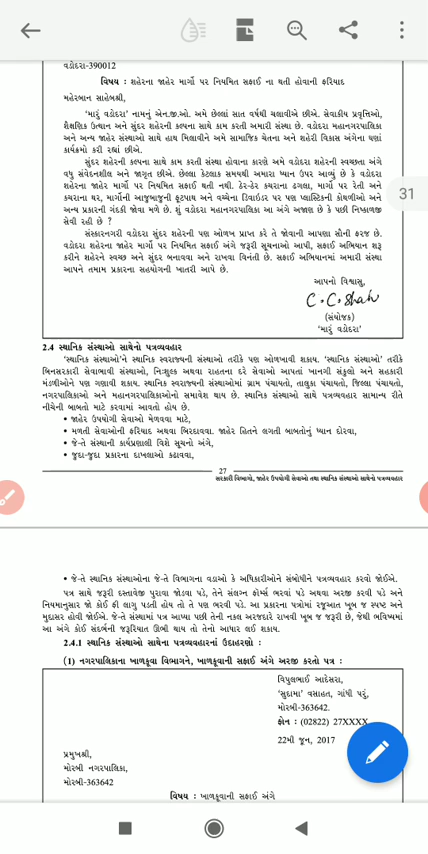 વડોદરા-390012
વિષય : શહેરના જાહેર માર્ગો પર નિયમિત સફાઈ ના થતી હોવાની ફરિયાદ
મહેરબાન સાહેબશ્રી,
'મારું વડોદરા' નામનું એન.જી.ઓ. અમે છેલ્લાં સાત વર્ષથી ચલાવીએ છીએ. સેવાકીય પ્રવૃત્તિઓ,
શૈક્ષણિક ઉત્થાન અને સુંદર શહેરની કલ્પના સાથે કામ કરતી અમારી સંસ્થા છે. વડોદરા મહાનગરપાલિકા
અને અન્ય જાહેર સંસ્થાઓ સાથે હાથ મિલાવીને અમે સામાજિક ચેતના અને શહેરી વિકાસ અંગેના ઘણાં
કાર્યક્રમો કરી રહ્યાં છીએ.
સુંદર શહેરની કલ્પના સાથે કામ કરતી સંસ્થા હોવાના કારણે અમે વડોદરા શહેરની સ્વચ્છતા અંગે
વધુ સંવેદનશીલ અને જાગૃત છીએ. છેલ્લા કેટલાક સમયથી અમારા ધ્યાન ઉપર આવ્યું છે કે વડોદરા
શહેરના જાહેર માર્ગો પર નિયમિત સફાઈ થતી નથી. ઠેર-ઠેર કચરાના ઢગલા, માર્ગો પર રેતી અને
કચરાના થર, માર્ગોની આજુબાજુની ફૂટપાથ અને વચ્ચેના ડિવાઈડર પર પણ પ્લાસ્ટિકની કોથળીઓ અને
અન્ય પ્રકારની ગંદકી જોવા મળે છે. શું વડોદરા મહાનગરપાલિકા આ અંગે અજાણ છે કે પછી નિષ્કાળજી
સેવી રહી છે ?
સંસ્કારનગરી વડોદરા સુંદર શહેરની પણ ઓળખ પ્રાપ્ત કરે તે જોવાની આપણા સૌની ફરજ છે.
વડોદરા શહેરના જાહેર માર્ગો પર નિયમિત સફાઈ અંગે જરૂરી સૂચનાઓ આપી, સફાઈ અભિયાન શરૂ
કરીને શહેરને સ્વચ્છ અને સુંદર બનાવવા અને રાખવા વિનંતી છે. સફાઈ અભિયાનમાં અમારી સંસ્થા
આપને તમામ પ્રકારના સહયોગની ખાતરી આપે છે.
આપનો વિશ્વાસુ,
C.C.Shah
(સંયોજક)
'મારું વડોદરા'
31
2.4 સ્થાનિક સંસ્થાઓ સાથેનો પત્રવ્યવહાર
'સ્થાનિક સંસ્થાઓ'ને સ્થાનિક સ્વરાજ્યની સંસ્થાઓ તરીકે પણ ઓળખાવી શકાય. 'સ્થાનિક સંસ્થાઓ' તરીકે
બિનસરકારી સેવાભાવી સંસ્થાઓ, નિઃશુલ્ક અથવા રાહતના દરે સેવાઓ આપતાં ખાનગી સંકુલો અને સહકારી
મંડળીઓને પણ ગણાવી શકાય. સ્થાનિક સ્વરાજ્યની સંસ્થાઓમાં ગ્રામ પંચાયતો, તાલુકા પંચાયતો, જિલ્લા પંચાયતો,
નગરપાલિકાઓ અને મહાનગરપાલિકાઓનો સમાવેશ થાય છે. સ્થાનિક સંસ્થાઓ સાથે પત્રવ્યવહાર સામાન્ય રીતે
નીચેની બાબતો માટે કરવામાં આવતો હોય છે.
• જાહેર ઉપયોગી સેવાઓ મેળવવા માટે,
• મળતી સેવાઓની ફરિયાદ અથવા બિરદાવવા. જાહેર હિતને લગતી બાબતોનું ધ્યાન દોરવા,
• જે-તે સંસ્થાની કાર્યપ્રણાલી વિશે સૂચનો અંગે,
• જુદા-જુદા પ્રકારના દાખલાઓ કઢાવવા,
27
સરકારી વિભાગો, જાહેર ઉપયોગી સેવાઓ તથા સ્થાનિક સંસ્થાઓ સાથેનો પત્રવ્યવહાર
• જે-તે સ્થાનિક સંસ્થાઓના જે-તે વિભાગના વડાઓ કે અધિકારીઓને સંબોધીને પત્રવ્યવહાર કરવો જોઈએ.
પત્ર સાથે જરૂરી દસ્તાવેજી પુરાવા જોડવા પડે, તેને સંલગ્ન ફોર્મ્સ ભરવાં પડે અથવા અરજી કરવી પડે અને
નિયમાનુસાર જો કોઈ ફી લાગુ પડતી હોય તો તે પણ ભરવી પડે. આ પ્રકારના પત્રોમાં રજૂઆત ખૂબ જ સ્પષ્ટ અને
મુદાસર હોવી જોઈએ. જે-તે સંસ્થામાં પત્ર આપ્યા પછી તેની નકલ અરજદારે રાખવી ખૂબ જ જરૂરી છે, જેથી ભવિષ્યમાં
આ અંગે કોઈ સંદર્ભની જરૂરિયાત ઊભી થાય તો તેનો આધાર લઈ શકાય.
2.4.1 સ્થાનિક સંસ્થાઓ સાથેના પત્રવ્યવહારનાં ઉદાહરણો :
(1) નગરપાલિકાના ખાળકૂવા વિભાગને, ખાળકૂવાની સફાઈ અંગે અરજી કરતો પત્ર :
વિપુલભાઈ આદેસરા,
'સુદામા' વસાહત, ગાંધી પરું,
મોરબી-363642.
ફોન : (02822) 27XXXX
22મી જૂન, 2017
પ્રમુખશ્રી,
મોરબી નગરપાલિકા,
મોરબી-363642
વિષય : ખાળકૂવાની સફાઈ અંગે